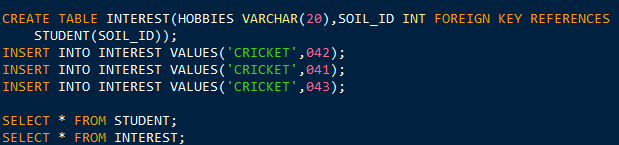 CREATE TABLE INTEREST(HOBBIES VARCHAR(20),SOIL_ID INT FOREIGN KEY REFERENCES
STUDENT(SOIL_ID));
INSERT INTO INTEREST VALUES('CRICKET',042);
INSERT INTO INTEREST VALUES('CRICKET',041);
INSERT INTO INTEREST VALUES('CRICKET',043);
SELECT * FROM STUDENT;
SELECT * FROM INTEREST;